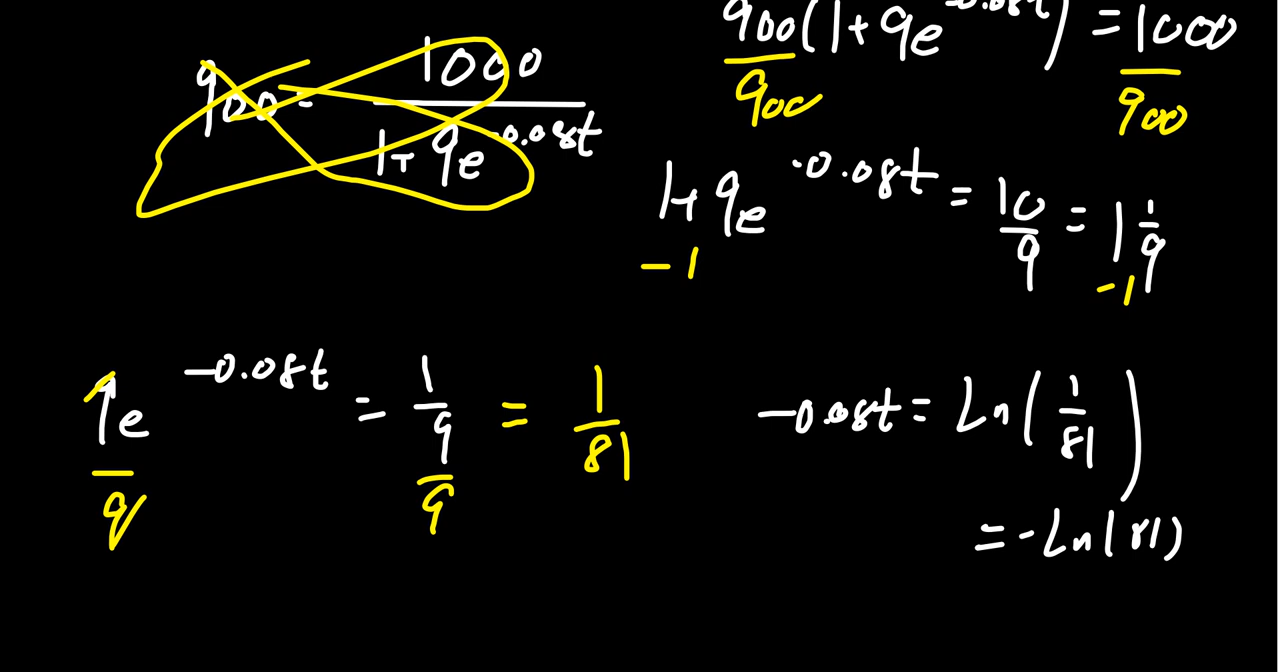 900 = 1000 / 1+9e^-0.08t
900(1+9e^-0.08t) = 1000
900 900
1+9e^-0.08t = 10/9 = 1 1/9
-1 -1
9e^-0.08t = 1/9 = 1/81
9 9
-0.08t = Ln(1/81)
= -Ln(81)